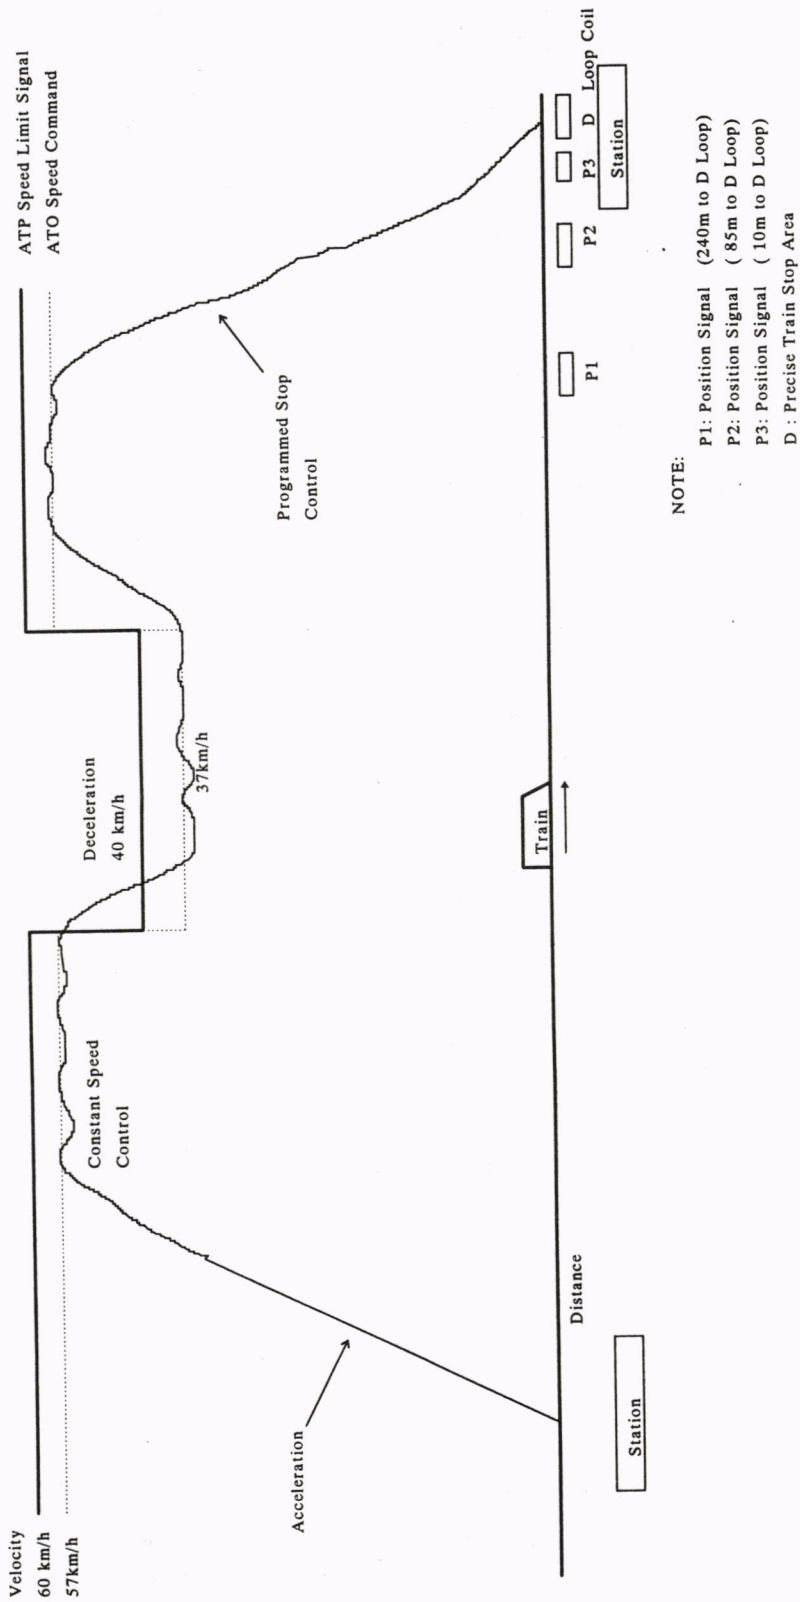 Velocity
60 km/h
57km/h
ATP Speed Limit Signal
ATO Speed Command
Deceleration
40 km/h
Constant Speed
Control
37km/h
Programmed Stop
Control
Acceleration
Train
Distance
Station
P1
P2
P3
D
Loop Coil
Station
NOTE:
P1: Position Signal (240m to D Loop)
P2: Position Signal ( 85m to D Loop)
P3: Position Signal ( 10m to D Loop)
D : Precise Train Stop Area